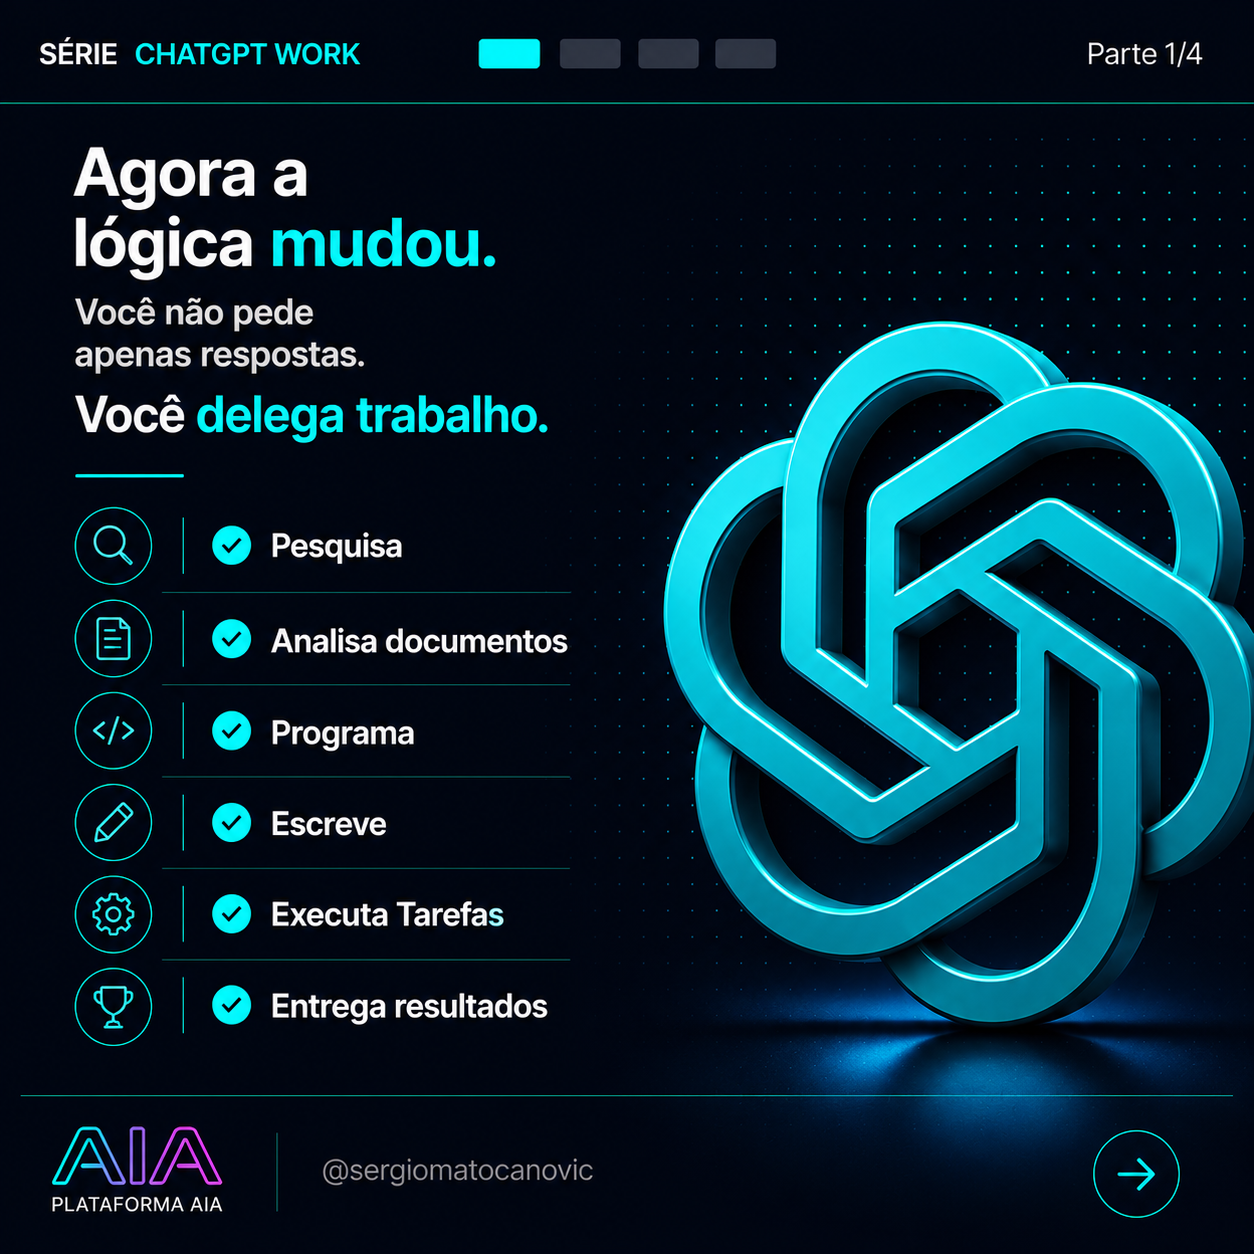 SÉRIE CHATGPT WORK
Parte 1/4
Agora a
lógica mudou.
Você não pede
apenas respostas.
Você delega trabalho.
Pesquisa
Analisa documentos
Programa
Escreve
Executa Tarefas
Entrega resultados
AIA
PLATAFORMA AIA
@sergiomatocanovic